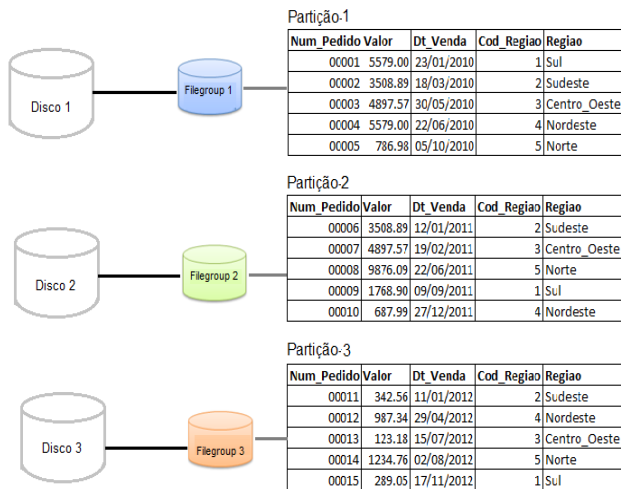 Partição-1
Num_Pedido Valor Dt_Venda Cod_Regiao Regiao
00001 5579.00 23/01/2010 1 Sul
00002 3508.89 18/03/2010 2 Sudeste
00003 4897.57 30/05/2010 3 Centro_Oeste
00004 5579.00 22/06/2010 4 Nordeste
00005 786.98 05/10/2010 5 Norte
Disco 1
Filegroup 1
Partição-2
Num_Pedido Valor Dt_Venda Cod_Regiao Regiao
00006 3508.89 12/01/2011 2 Sudeste
00007 4897.57 19/02/2011 3 Centro_Oeste
00008 9876.09 22/06/2011 5 Norte
00009 1768.90 09/09/2011 1 Sul
00010 687.99 27/12/2011 4 Nordeste
Disco 2
Filegroup 2
Partição-3
Num_Pedido Valor Dt_Venda Cod_Regiao Regiao
00011 342.56 11/01/2012 2 Sudeste
00012 987.34 29/04/2012 4 Nordeste
00013 123.18 15/07/2012 3 Centro_Oeste
00014 1234.76 02/08/2012 5 Norte
00015 289.05 17/11/2012 1 Sul
Disco 3
Filegroup 3